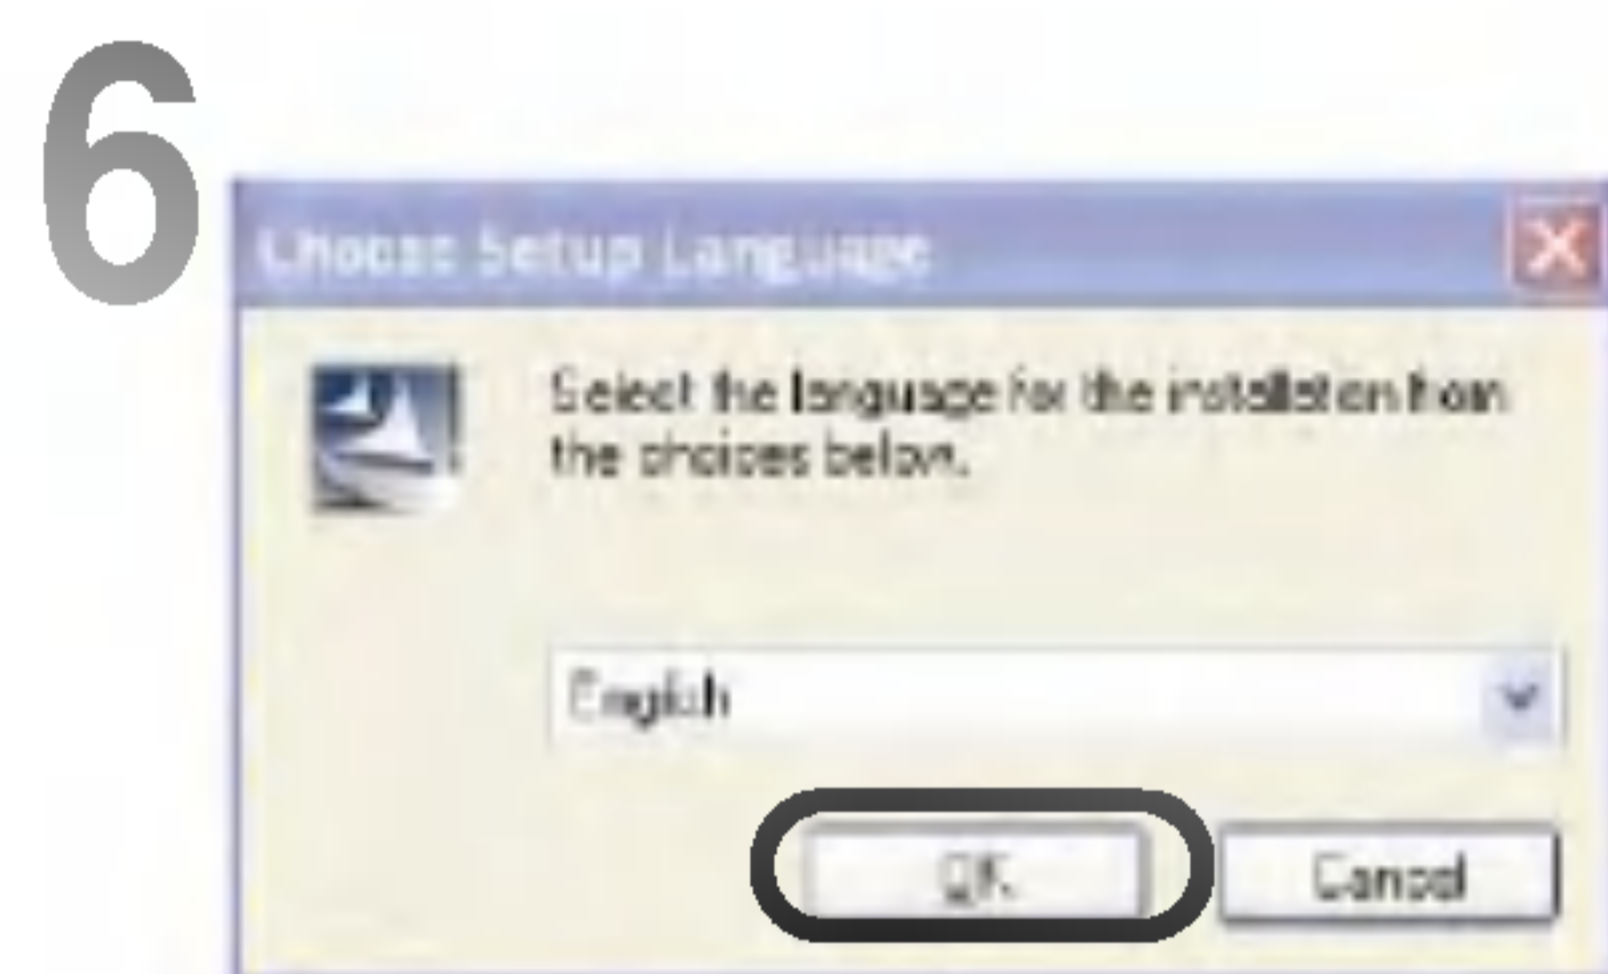 6
Choose Setup Language
Select the language for the installation from
the choices below.
English
OK
Cancel